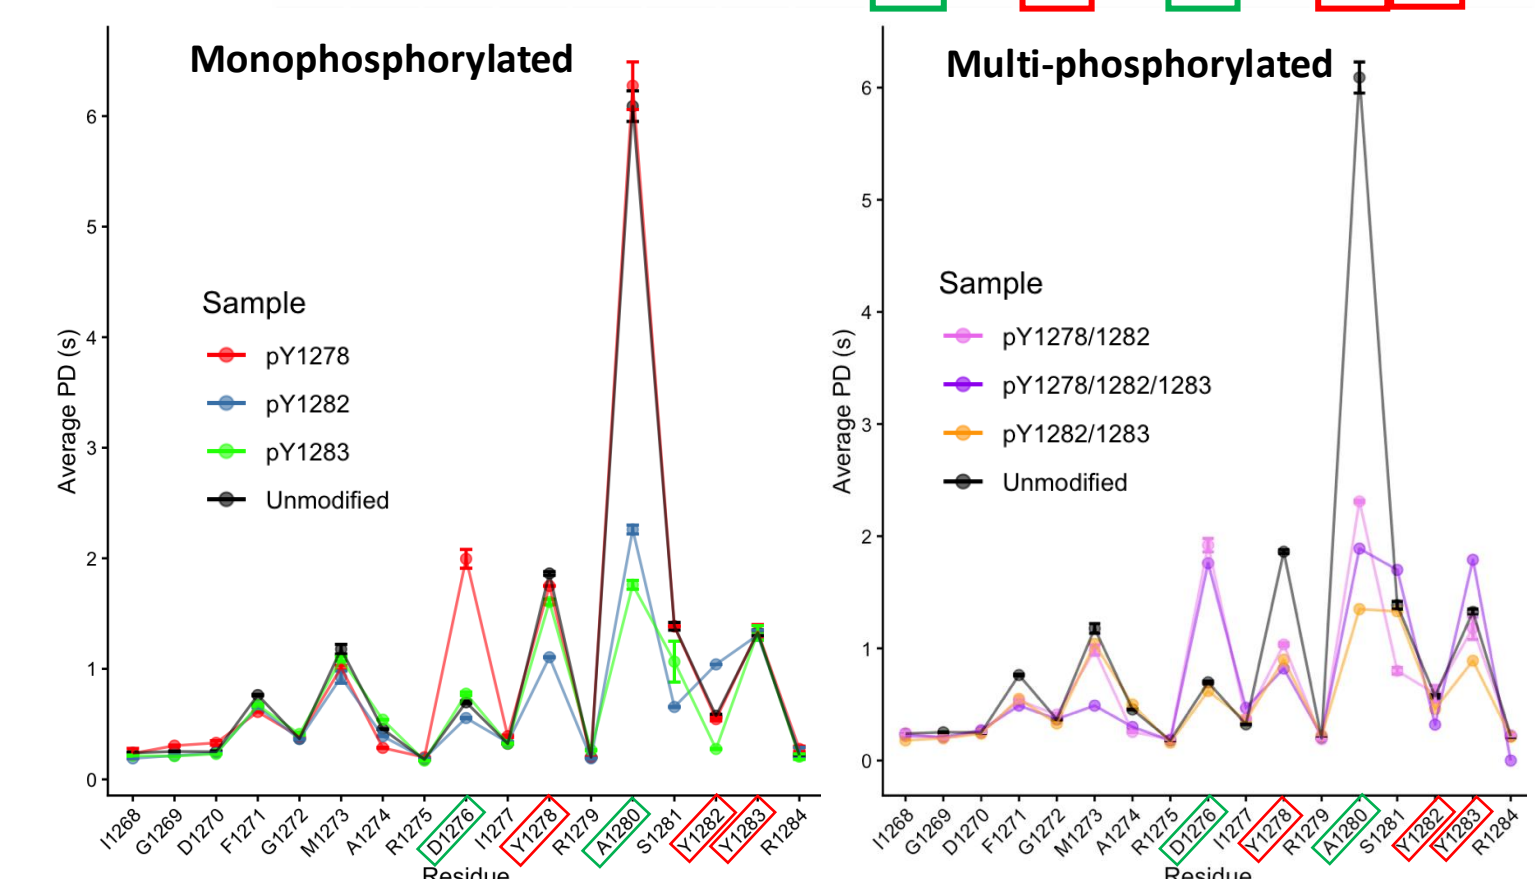 Monophosphorylated
Average PD (s)
6
5
4
3
2
1
0
Sample
pY1278
pY1282
pY1283
Unmodified
I1268
G1269
D1270
F1271
G1272
M1273
A1274
R1275
D1276
I1277
Y1278
R1279
A1280
S1281
Y1282
Y1283
R1284
Residue
Multi-phosphorylated
Average PD (s)
6
5
4
3
2
1
0
Sample
pY1278/1282
pY1278/1282/1283
pY1282/1283
Unmodified
I1268
G1269
D1270
F1271
G1272
M1273
A1274
R1275
D1276
I1277
Y1278
R1279
A1280
S1281
Y1282
Y1283
R1284
Residue